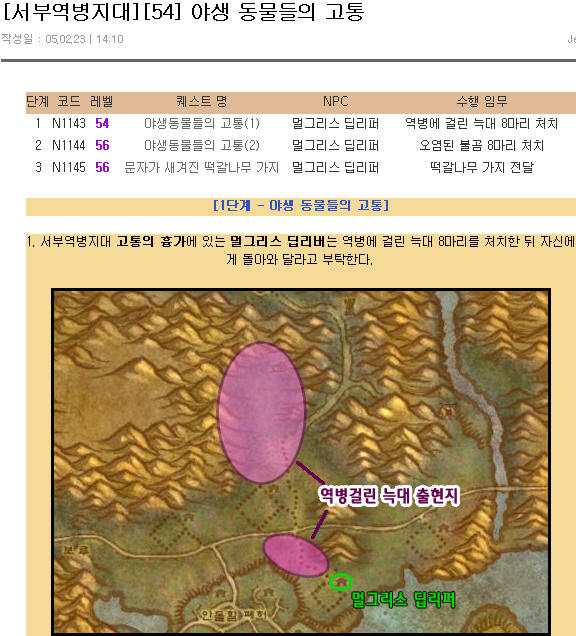 [서부역병지대][54] 야생 동물들의 고통
작성일 : 05,02,23 | 14:10
단계 코드 레벨 퀘스트 명 NPC 수행 임무
1 N1143 54 야생동물들의 고통(1) 멀그리스 딥리퍼 역병에 걸린 늑대 8마리 처치
2 N1144 56 야생동물들의 고통(2) 멀그리스 딥리퍼 오염된 불곰 8마리 처치
3 N1145 56 문자가 새겨진 떡갈나무 가지 멀그리스 딥리퍼 떡갈나무 가지 전달
[1단계 - 야생 동물들의 고통]
1. 서부역병지대 고통의 흉가에 있는 멀그리스 딥리버는 역병에 걸린 늑대 8마리를 처치한 뒤 자신에
게 돌아와 달라고 부탁한다.
역병걸린 늑대 출현지
멀그리스 딥리퍼
안돌할 폐허